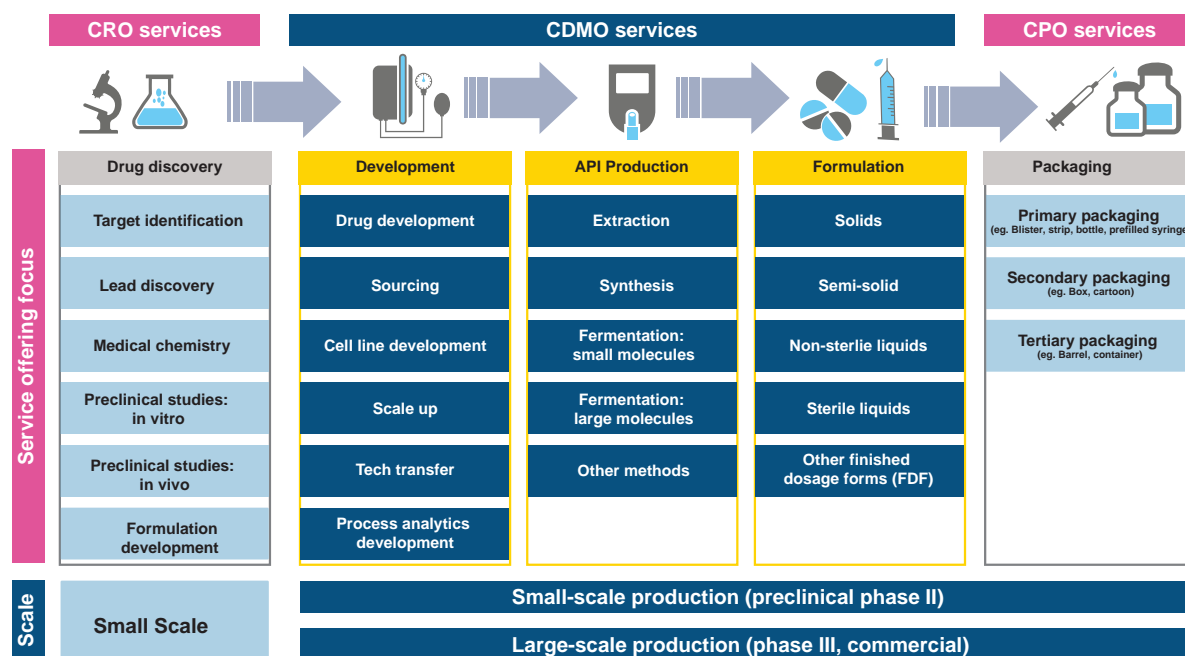 CRO services
CDMO services
CPO services
Service offering focus
Drug discovery
Target identification
Lead discovery
Medical chemistry
Preclinical studies:
in vitro
Preclinical studies:
in vivo
Formulation
development
Development
Drug development
Sourcing
Cell line development
Scale up
Tech transfer
Process analytics
development
API Production
Extraction
Synthesis
Fermentation:
small molecules
Fermentation:
large molecules
Other methods
Formulation
Solids
Semi-solid
Non-sterlie liquids
Sterile liquids
Other finished
dosage forms (FDF)
Packaging
Primary packaging
(eg. Blister, strip, bottle, prefilled syringe
Secondary packaging
(eg. Box, cartoon)
Tertiary packaging
(eg. Barrel, container)
Scale
Small Scale
Small-scale production (preclinical phase II)
Large-scale production (phase III, commercial)